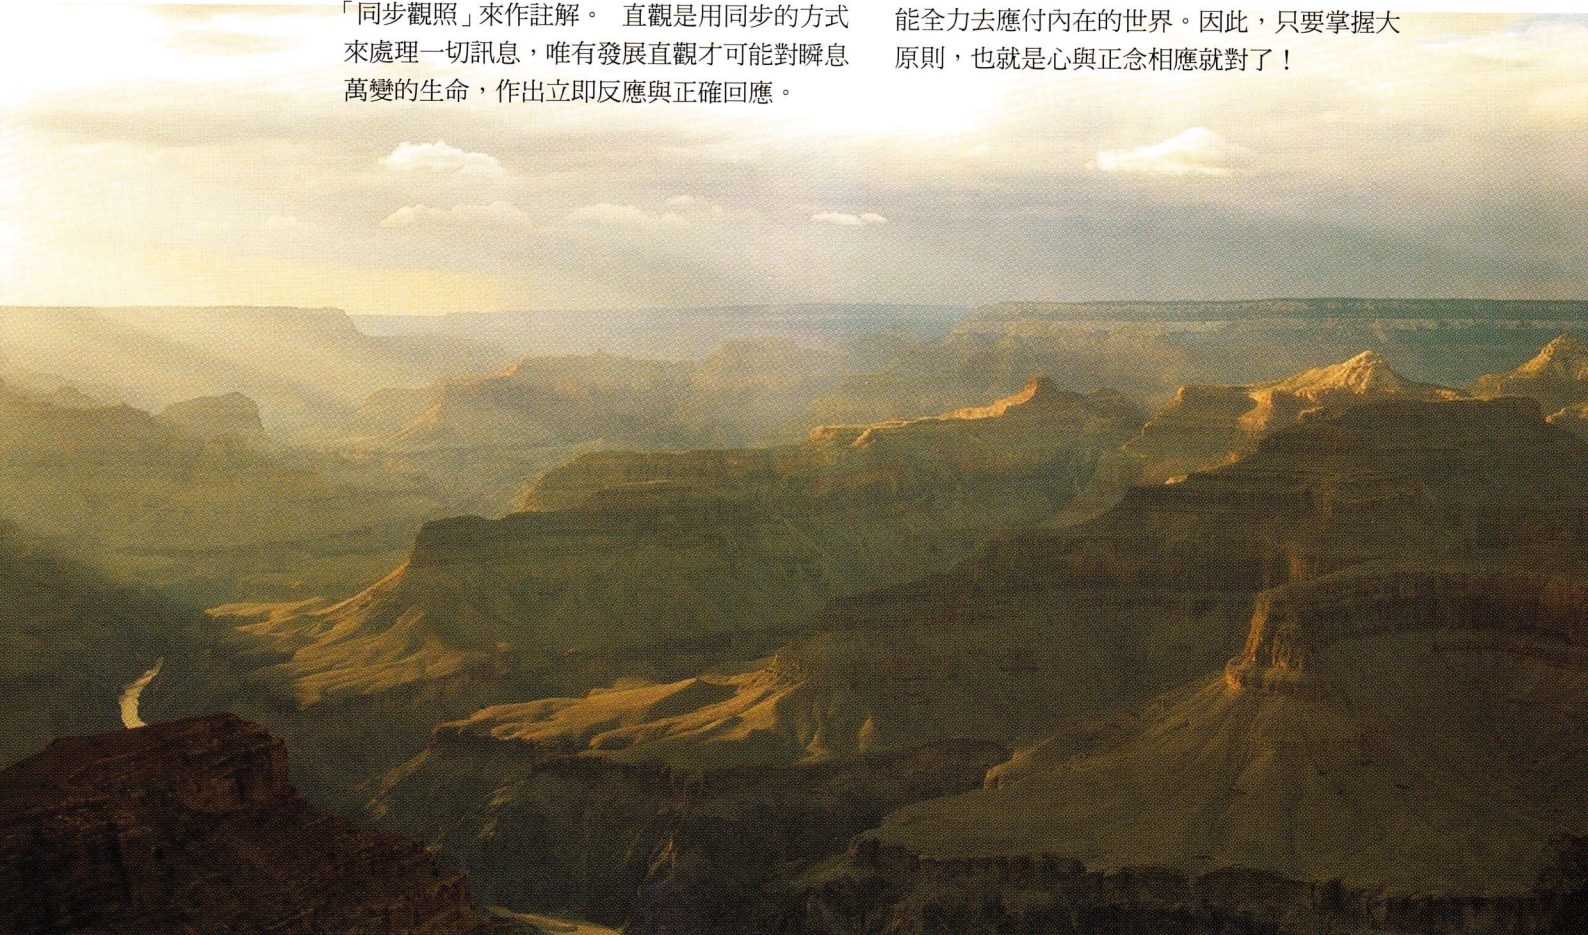 「同步觀照」來作註解。 直觀是用同步的方式
來處理一切訊息，唯有發展直觀才可能對瞬息
萬變的生命，作出立即反應與正確回應。
能全力去應付內在的世界。因此，只要掌握大
原則，也就是心與正念相應就對了！